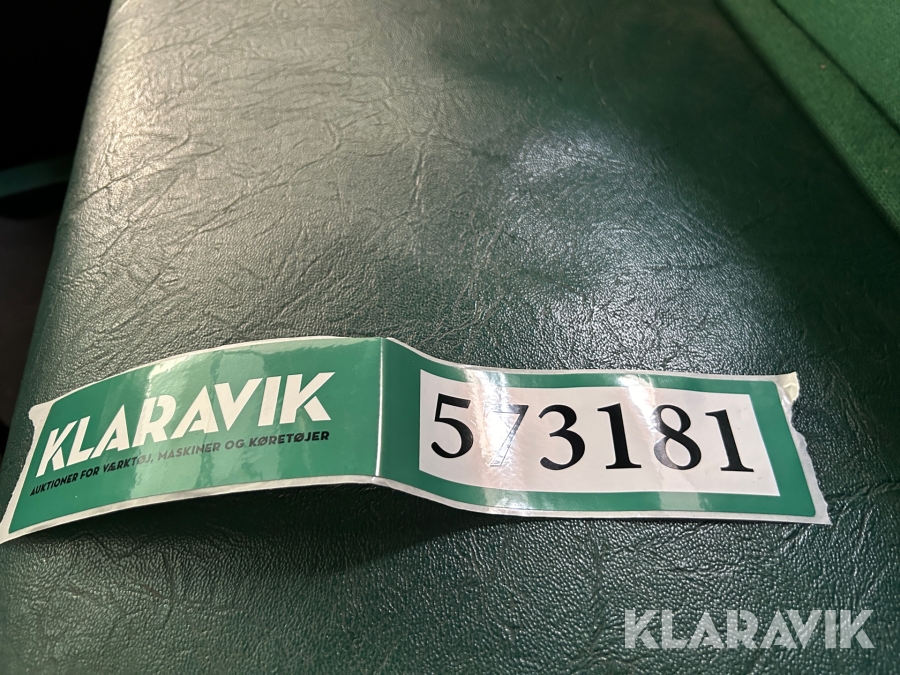 KLARAVIK
AUKTIONER FOR VÆRKTØJ, MASKINER OG KØRETØJER
573181
KLARAVIK